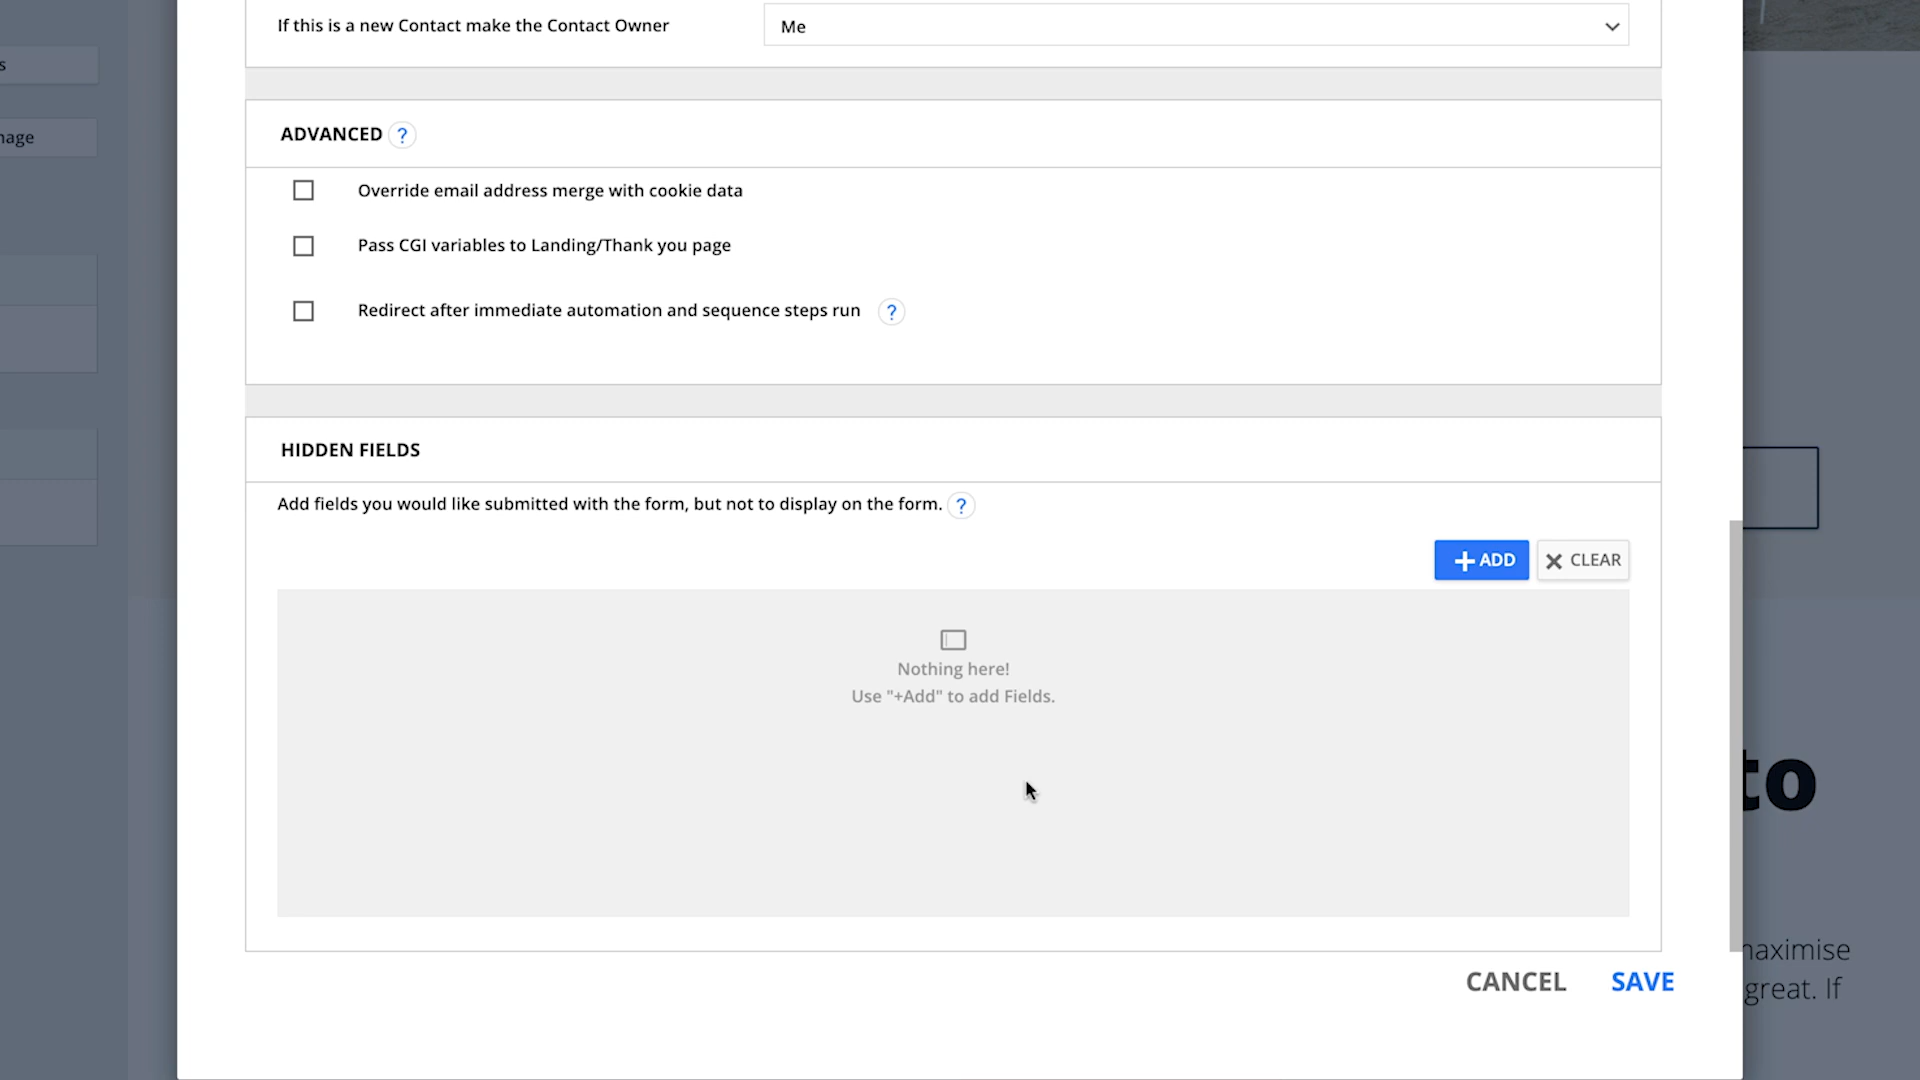 If this is a new Contact make the Contact Owner
Me
s
nage
ADVANCED ?
Override email address merge with cookie data
Pass CGI variables to Landing/Thank you page
Redirect after immediate automation and sequence steps run ?
HIDDEN FIELDS
Add fields you would like submitted with the form, but not to display on the form. ?
ADD
CLEAR
Nothing here!
Use "+Add" to add Fields.
to
naximise
great. If
CANCEL
SAVE